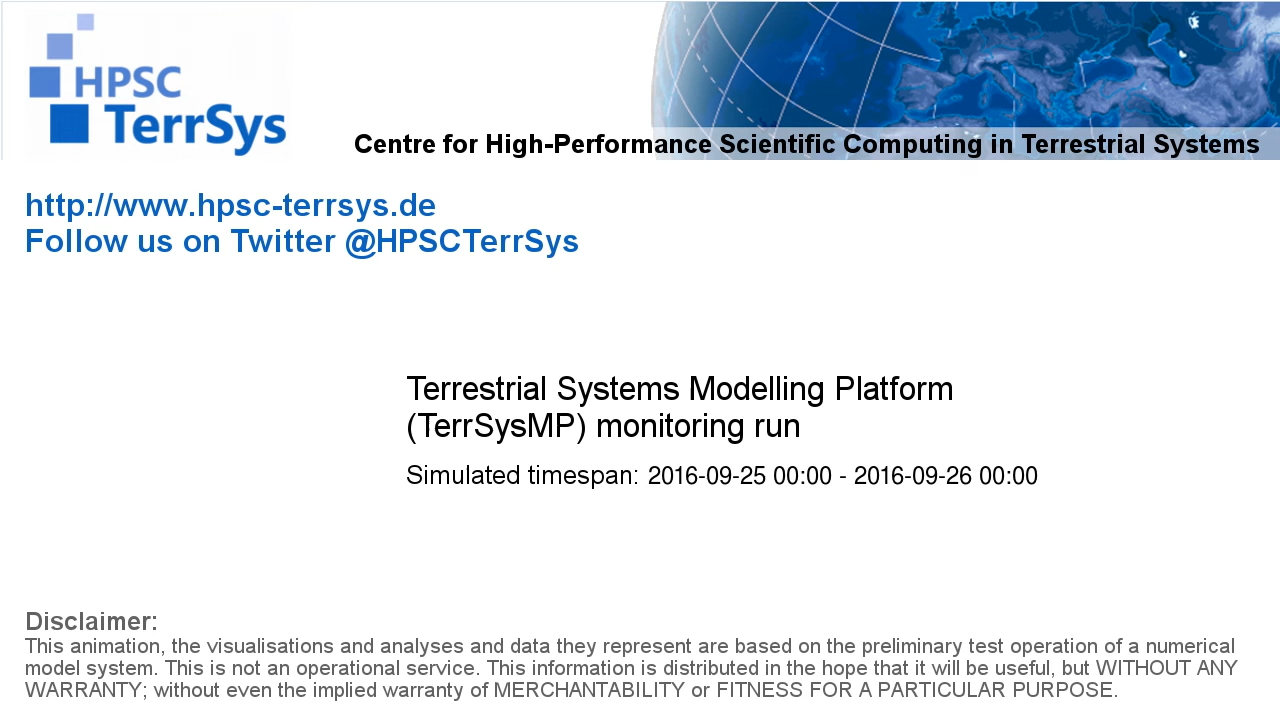 HPSC
TerrSys
Centre for High-Performance Scientific Computing in Terrestrial Systems
http://www.hpsc-terrsys.de
Follow us on Twitter @HPSCTerrSys
Terrestrial Systems Modelling Platform
(TerrSysMP) monitoring run
Simulated timespan: 2016-09-25 00:00 - 2016-09-26 00:00
Disclaimer:
This animation, the visualisations and analyses and data they represent are based on the preliminary test operation of a numerical
model system. This is not an operational service. This information is distributed in the hope that it will be useful, but WITHOUT ANY
WARRANTY; without even the implied warranty of MERCHANTABILITY or FITNESS FOR A PARTICULAR PURPOSE.